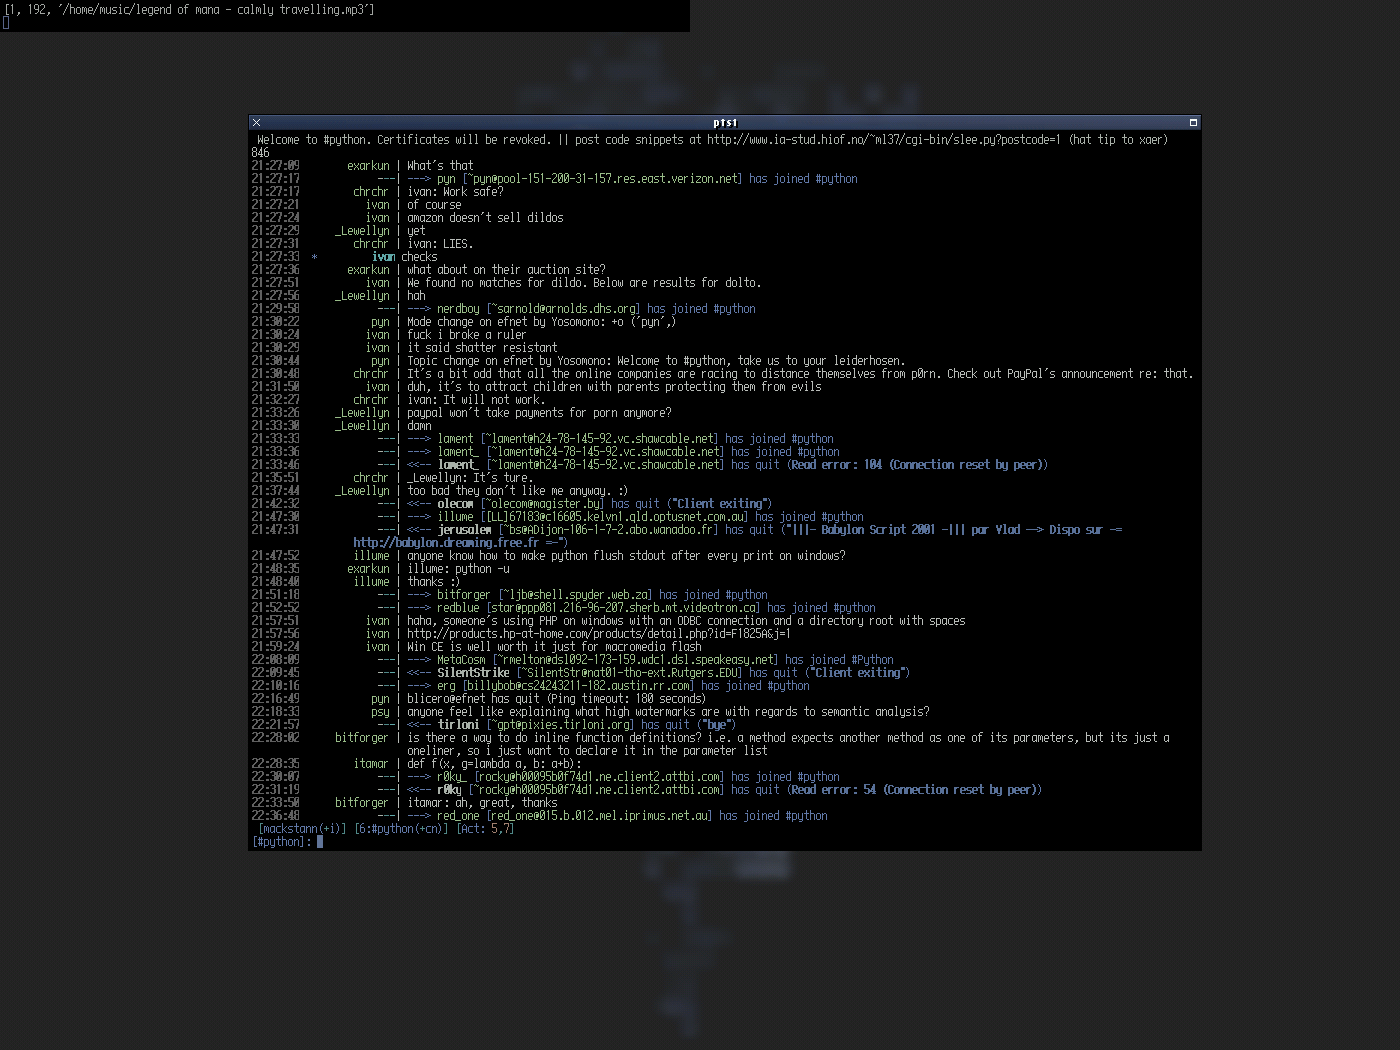 [1, 192, '/home/music/legend of mana - calmly travelling.mp3']
ptst
Welcome to #python. Certificates will be revoked. || post code snippets at http://www.ia-stud.hiof.no/~ml37/cgi-bin/slee.py?postcode=1 (hat tip to xaer)
846
21:27:09 exarkun | What's that
21:27:17 ---| ---> pyn [~pyn@pool-151-200-31-157.res.east.verizon.net] has joined #python
21:27:17 chrchr | ivan: Work safe?
21:27:21 ivan | of course
21:27:24 ivan | amazon doesn't sell dildos
21:27:29 _Lewellyn | yet
21:27:31 chrchr | ivan: LIES.
21:27:33 * ivan checks
21:27:36 exarkun | what about on their auction site?
21:27:51 ivan | We found no matches for dildo. Below are results for dolto.
21:27:56 _Lewellyn | hah
21:29:58 ---| ---> nerdboy [~sarnold@arnolds.dhs.org] has joined #python
21:30:22 pyn | Mode change on efnet by Yosomono: +o ('pyn',)
21:30:24 ivan | fuck i broke a ruler
21:30:29 ivan | it said shatter resistant
21:30:44 pyn | Topic change on efnet by Yosomono: Welcome to #python, take us to your leiderhosen.
21:30:48 chrchr | It's a bit odd that all the online companies are racing to distance themselves from p0rn. Check out PayPal's announcement re: that.
21:31:50 ivan | duh, it's to attract children with parents protecting them from evils
21:32:27 chrchr | ivan: It will not work.
21:33:26 _Lewellyn | paypal won't take payments for porn anymore?
21:33:30 _Lewellyn | damn
21:33:33 ---| ---> lament [~lament@h24-78-145-92.vc.shawcable.net] has joined #python
21:33:36 ---| ---> lament_ [~lament@h24-78-145-92.vc.shawcable.net] has joined #python
21:33:46 ---| <<-- lament_ [~lament@h24-78-145-92.vc.shawcable.net] has quit (Read error: 104 (Connection reset by peer))
21:35:51 chrchr | _Lewellyn: It's ture.
21:37:44 _Lewellyn | too bad they don't like me anyway. :)
21:42:32 ---| <<-- olecom [~olecom@magister.by] has quit ("Client exiting")
21:47:30 ---| ---> illume [[LL]67183@c16605.kelvn1.qld.optusnet.com.au] has joined #python
21:47:31 ---| <<-- jerusalem [~bs@ADijon-106-1-7-2.abo.wanadoo.fr] has quit ("|||- Babylon Script 2001 -||| par Vlad --> Dispo sur -=
http://babylon.dreaming.free.fr =-")
21:47:52 illume | anyone know how to make python flush stdout after every print on windows?
21:48:35 exarkun | illume: python -u
21:48:40 illume | thanks :)
21:51:18 ---| ---> bitforger [~ljb@shell.spyder.web.za] has joined #python
21:52:52 ---| ---> redblue [star@ppp081.216-96-207.sherb.mt.videotron.ca] has joined #python
21:57:51 ivan | haha, someone's using PHP on windows with an ODBC connection and a directory root with spaces
21:57:56 ivan | http://products.hp-at-home.com/products/detail.php?id=F1825A&j=1
21:59:24 ivan | Win CE is well worth it just for macromedia flash
22:08:09 ---| ---> MetaCosm [~rmelton@dsl092-173-159.wdc1.dsl.speakeasy.net] has joined #Python
22:09:45 ---| <<-- SilentStrike [~SilentStr@nat01-tho-ext.Rutgers.EDU] has quit ("Client exiting")
22:10:16 ---| ---> erg [billybob@cs24243211-182.austin.rr.com] has joined #python
22:16:49 pyn | blicero@efnet has quit (Ping timeout: 180 seconds)
22:18:33 psy | anyone feel like explaining what high watermarks are with regards to semantic analysis?
22:21:57 ---| <<-- tirloni [~gpt@pixies.tirloni.org] has quit ("bye")
22:28:02 bitforger | is there a way to do inline function definitions? i.e. a method expects another method as one of its parameters, but its just a
oneliner, so i just want to declare it in the parameter list
22:28:35 itamar | def f(x, g=lambda a, b: a+b):
22:30:07 ---| ---> r0ky_ [rocky@h00095b0f74d1.ne.client2.attbi.com] has joined #python
22:31:19 ---| <<-- r0ky [~rocky@h00095b0f74d1.ne.client2.attbi.com] has quit (Read error: 54 (Connection reset by peer))
22:33:50 bitforger | itamar: ah, great, thanks
22:36:48 ---| ---> red_one [red_one@015.b.012.mel.iprimus.net.au] has joined #python
[mackstann(+i)] [6:#python(+cn)] [Act: 5,7]
[#python]: